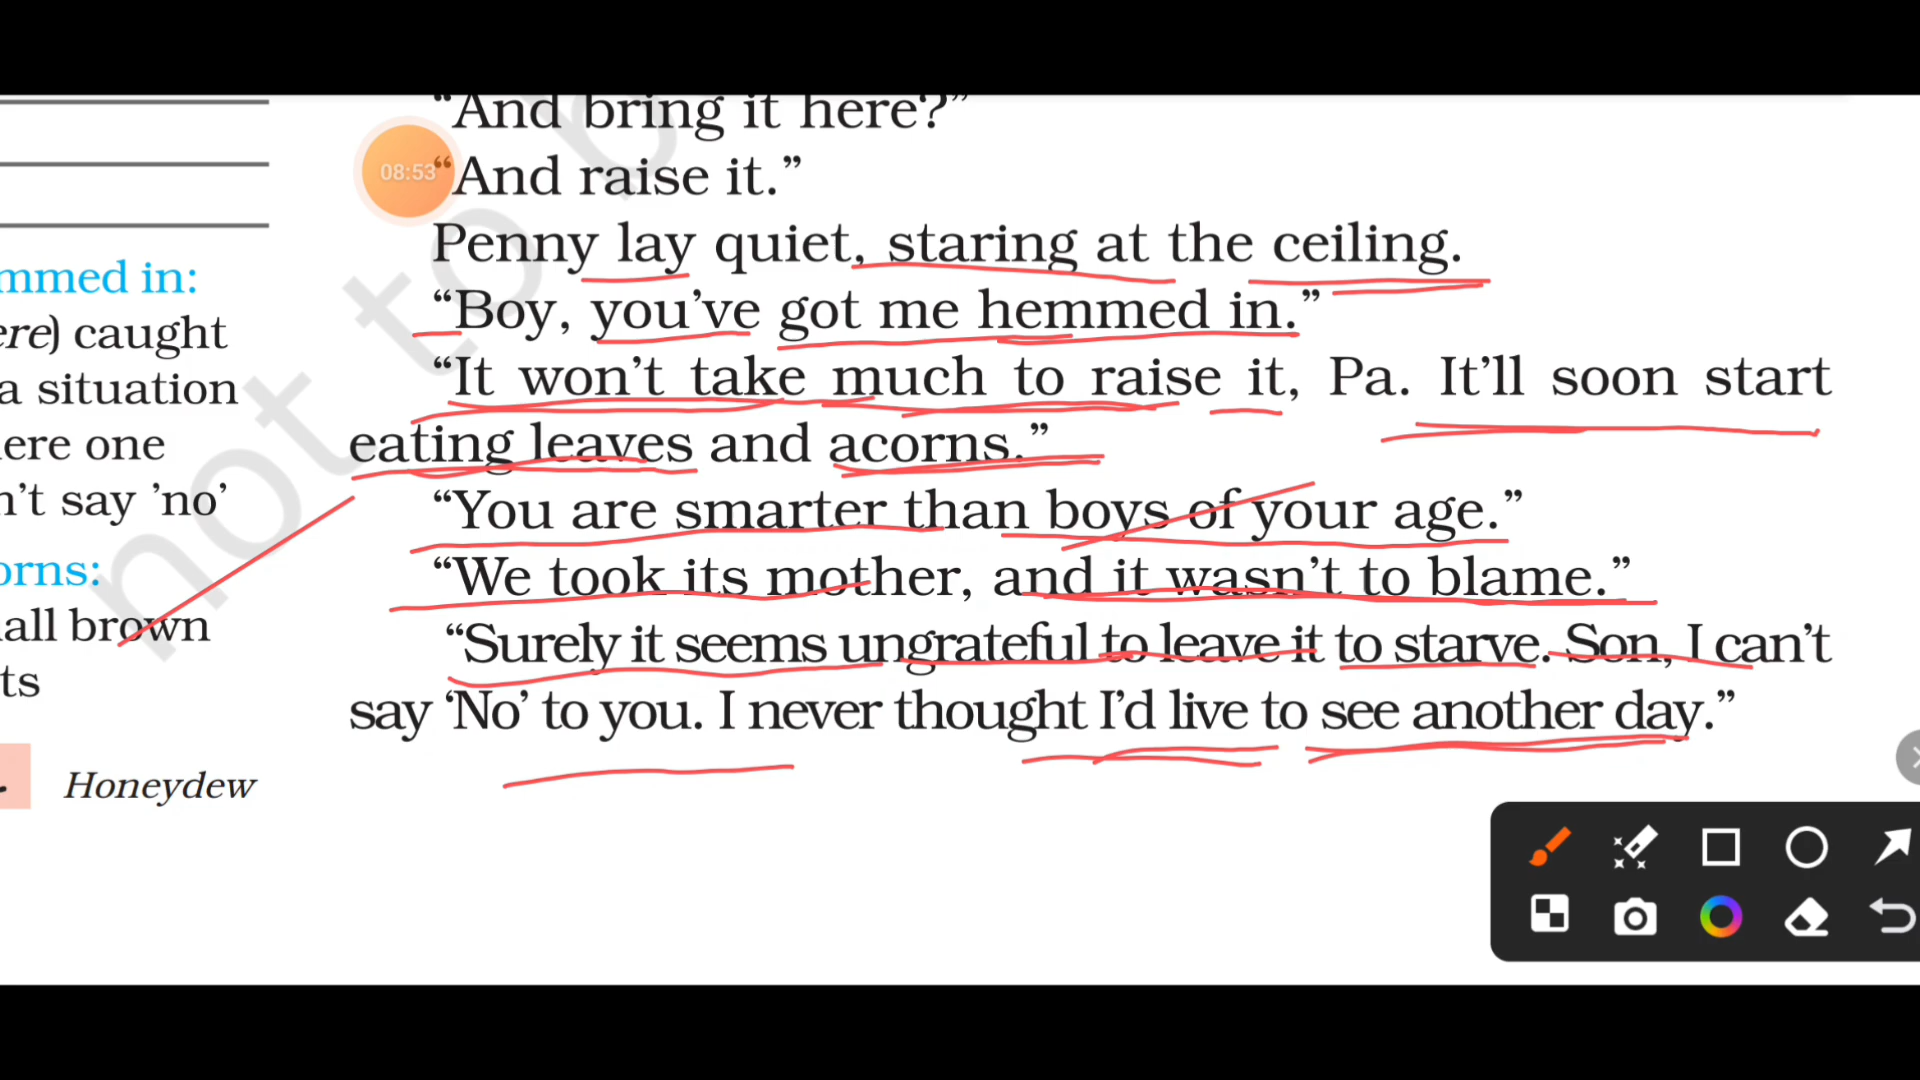 “And bring it here?”
08:53
“And raise it.”
Penny lay quiet, staring at the ceiling.
“Boy, you’ve got me hemmed in.”
“It won’t take much to raise it, Pa. It’ll soon start
eating leaves and acorns.”
“You are smarter than boys of your age.”
“We took its mother, and it wasn’t to blame.”
“Surely it seems ungrateful to leave it to starve. Son, I can’t
say ‘No’ to you. I never thought I’d live to see another day.”
mmed in:
ere) caught
a situation
ere one
n’t say ’no’
orns:
all brown
ts
Honeydew
not to b